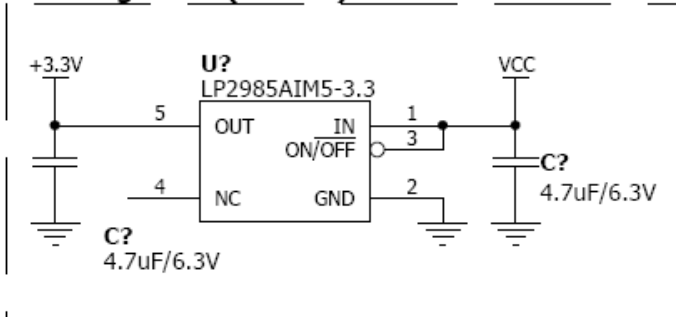 +3.3V
U?
VCC
LP2985AIM5-3.3
5
OUT
IN
1
ON/OFF
3
C?
4
NC
GND
2
4.7uF/6.3V
C?
4.7uF/6.3V